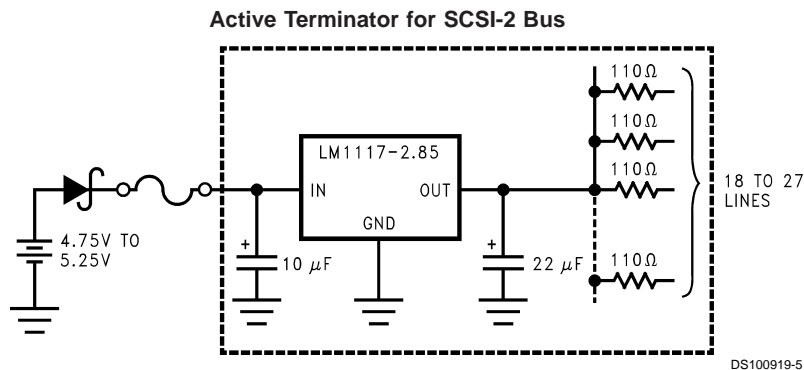 Active Terminator for SCSI-2 Bus
110Ω
110Ω
LM1117-2.85
110Ω
IN
OUT
18 TO 27
LINES
GND
4.75V TO
5.25V
+
10 μF
+
22 μF
110Ω
DS100919-5